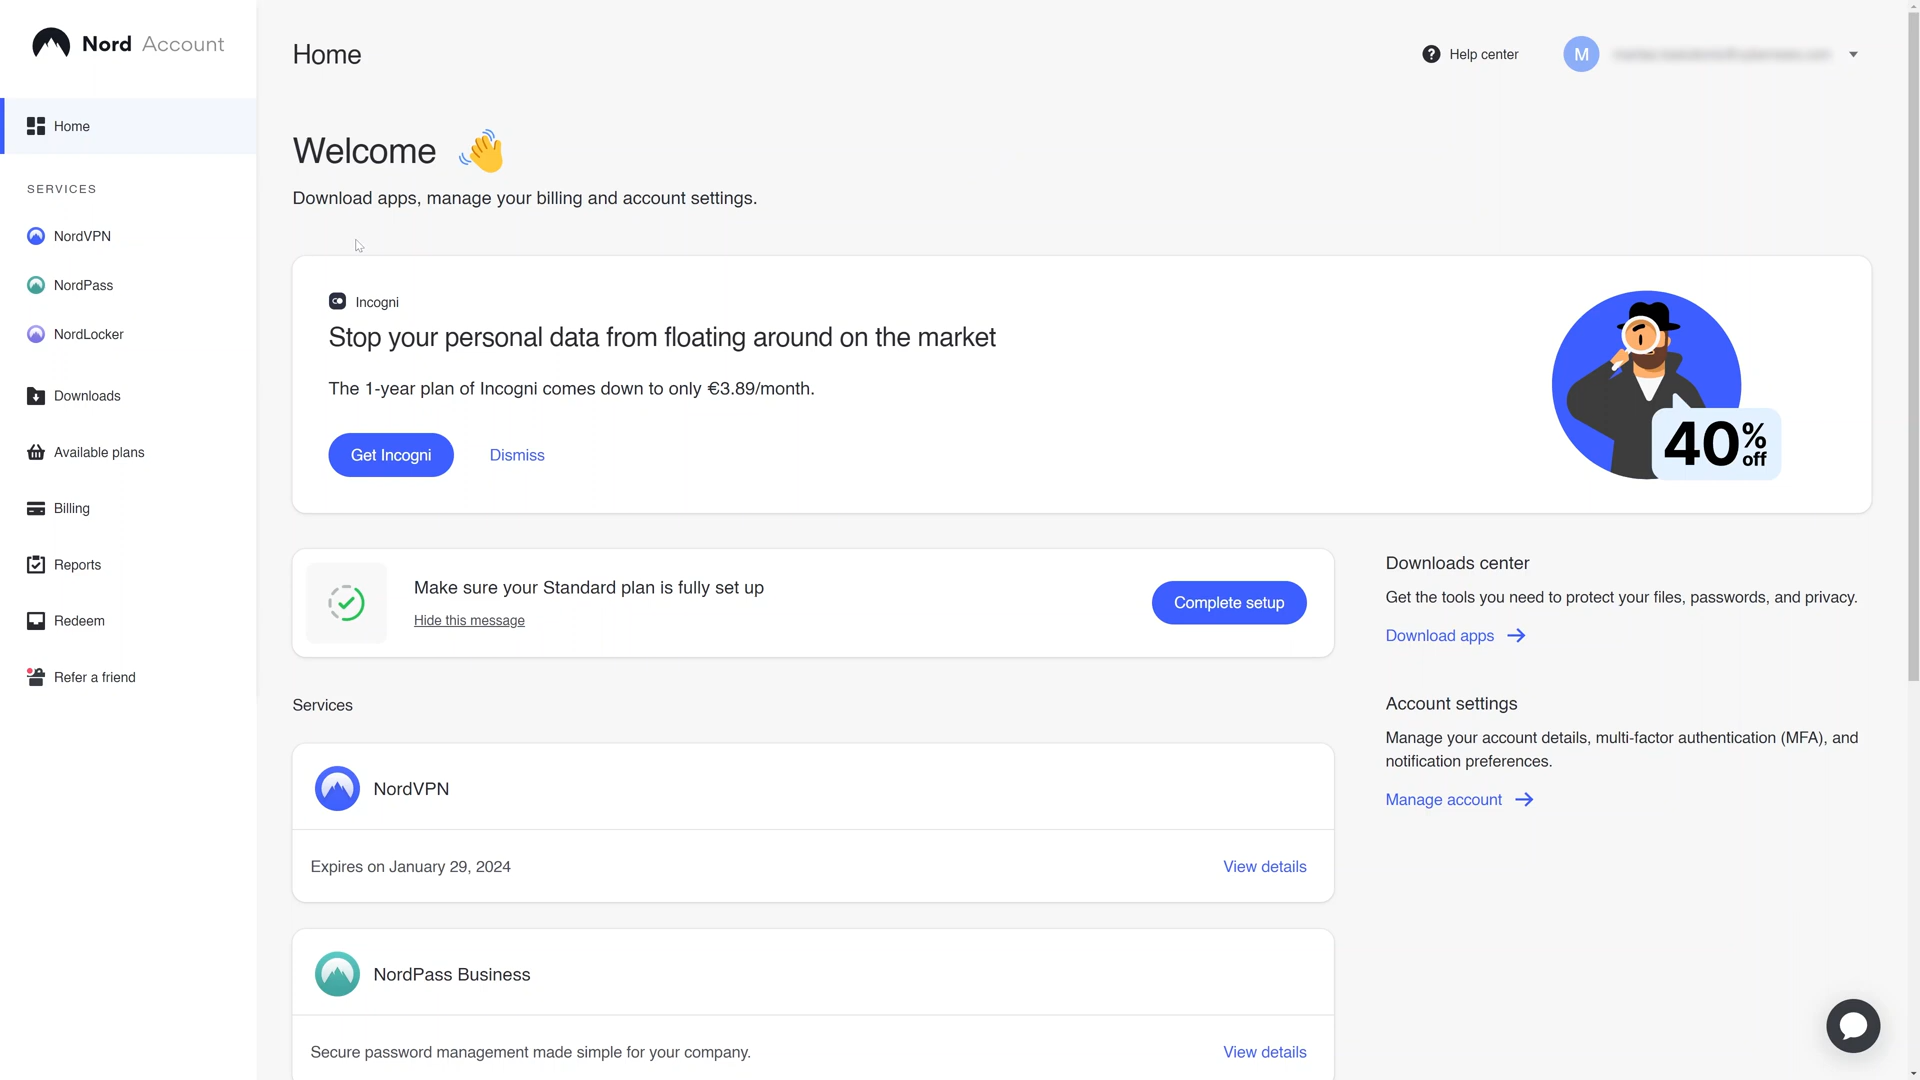 Nord Account
Home
SERVICES
NordVPN
NordPass
NordLocker
Downloads
Available plans
Billing
Reports
Redeem
Refer a friend
Home
? Help center
M
Welcome
Download apps, manage your billing and account settings.
Incogni
Stop your personal data from floating around on the market
The 1-year plan of Incogni comes down to only €3.89/month.
Get Incogni Dismiss
40% off
Make sure your Standard plan is fully set up
Hide this message
Complete setup
Services
NordVPN
Expires on January 29, 2024 View details
NordPass Business
Secure password management made simple for your company. View details
Downloads center
Get the tools you need to protect your files, passwords, and privacy.
Download apps →
Account settings
Manage your account details, multi-factor authentication (MFA), and
notification preferences.
Manage account →